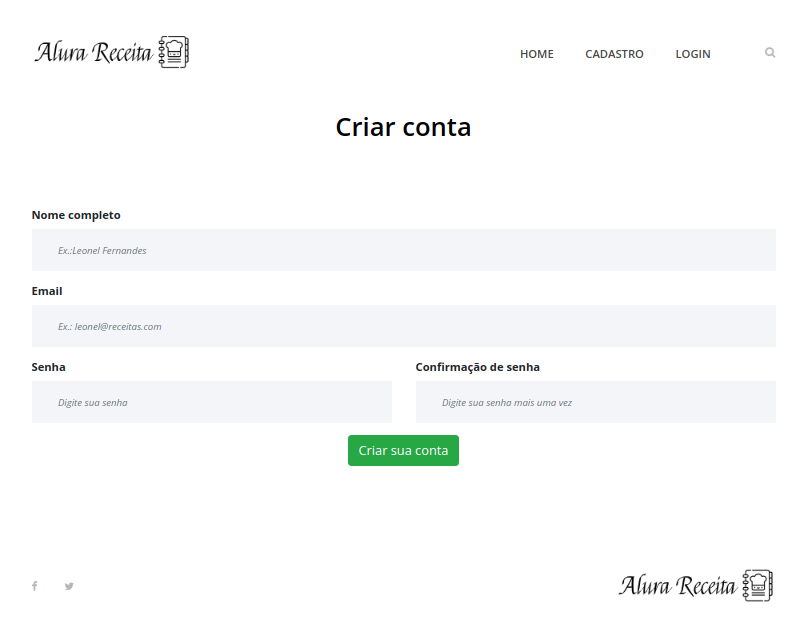 Alura Receita
HOME CADASTRO LOGIN
Criar conta
Nome completo
Ex.:Leonel Fernandes
Email
Ex.: leonel@receitas.com
Senha Confirmação de senha
Digite sua senha Digite sua senha mais uma vez
Criar sua conta
Alura Receita